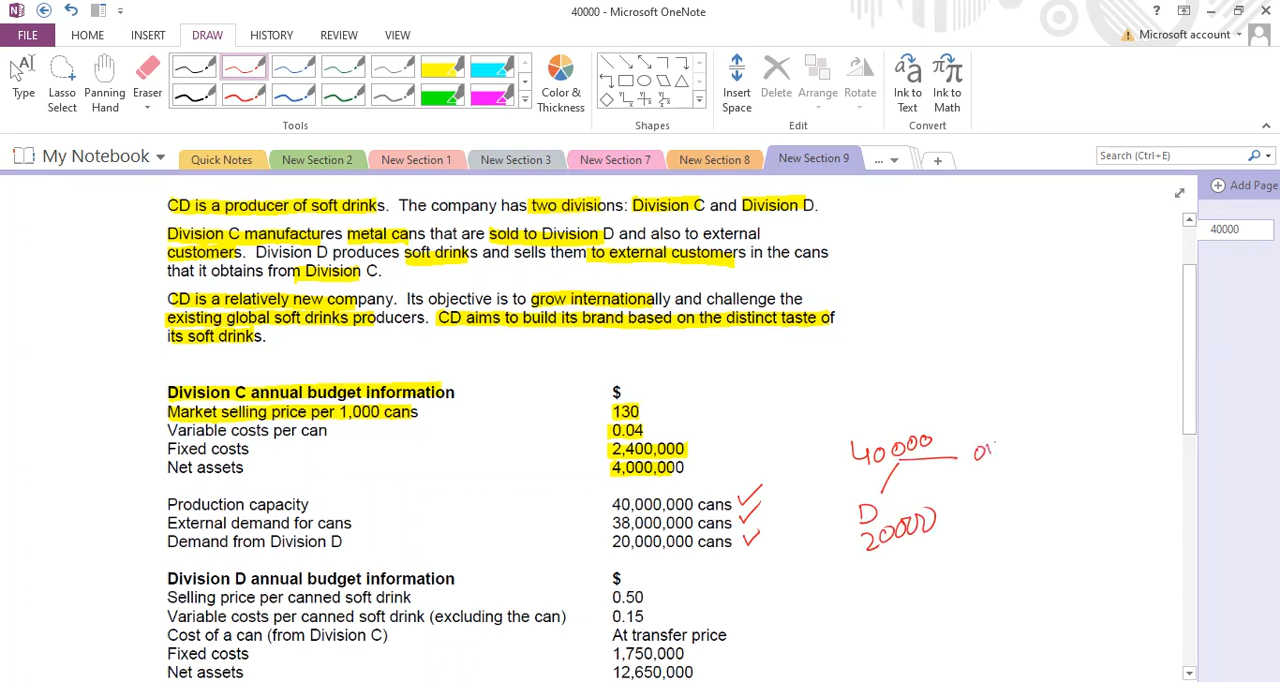 40000 - Microsoft OneNote
?
FILE HOME INSERT DRAW HISTORY REVIEW VIEW
Microsoft account
Type Lasso Select Panning Hand Eraser
Color & Thickness
Insert Space Delete Arrange Rotate
Ink to Text Ink to Math
Tools Shapes Edit Convert
My Notebook Quick Notes New Section 2 New Section 1 New Section 3 New Section 7 New Section 8 New Section 9 ... + Search (Ctrl+E)
Add Page
40000
CD is a producer of soft drinks. The company has two divisions: Division C and Division D.
Division C manufactures metal cans that are sold to Division D and also to external
customers. Division D produces soft drinks and sells them to external customers in the cans
that it obtains from Division C.
CD is a relatively new company. Its objective is to grow internationally and challenge the
existing global soft drinks producers. CD aims to build its brand based on the distinct taste of
its soft drinks.
Division C annual budget information $
Market selling price per 1,000 cans 130
Variable costs per can 0.04
Fixed costs 2,400,000
Net assets 4,000,000
40000
Production capacity 40,000,000 cans
External demand for cans 38,000,000 cans
Demand from Division D 20,000,000 cans
D
20000
Division D annual budget information $
Selling price per canned soft drink 0.50
Variable costs per canned soft drink (excluding the can) 0.15
Cost of a can (from Division C) At transfer price
Fixed costs 1,750,000
Net assets 12,650,000